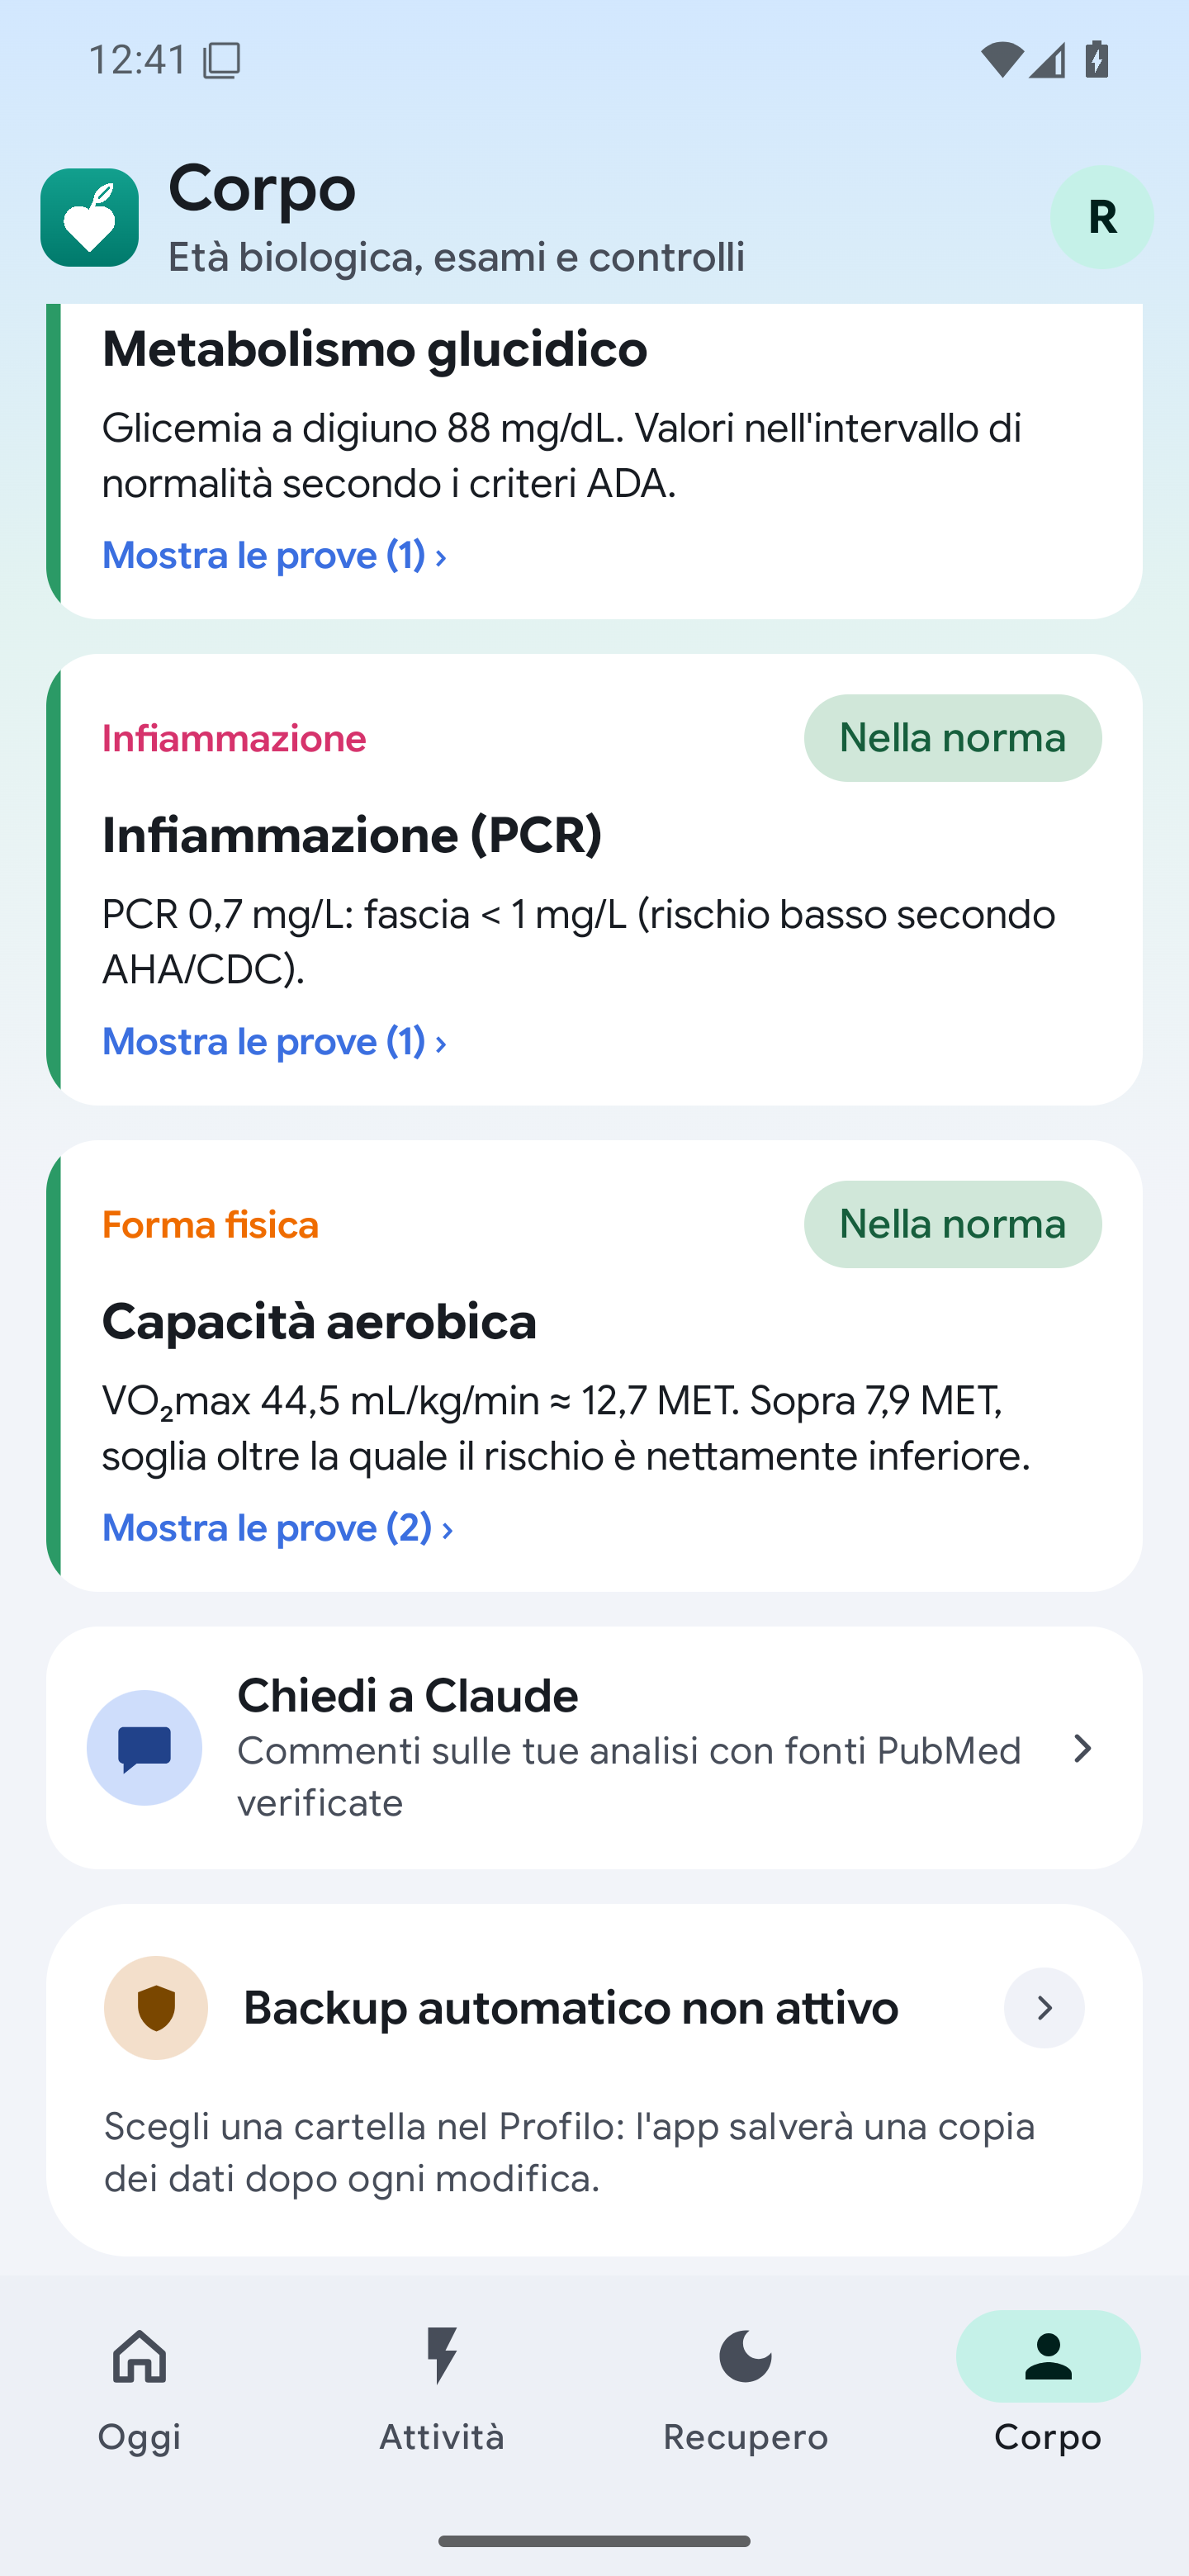 12:41
Corpo
Età biologica, esami e controlli
R
Metabolismo glucidico
Glicemia a digiuno 88 mg/dL. Valori nell'intervallo di
normalità secondo i criteri ADA.
Mostra le prove (1) ›
Infiammazione
Nella norma
Infiammazione (PCR)
PCR 0,7 mg/L: fascia < 1 mg/L (rischio basso secondo
AHA/CDC).
Mostra le prove (1) ›
Forma fisica
Nella norma
Capacità aerobica
VO₂max 44,5 mL/kg/min ≈ 12,7 MET. Sopra 7,9 MET,
soglia oltre la quale il rischio è nettamente inferiore.
Mostra le prove (2) ›
Chiedi a Claude
Commenti sulle tue analisi con fonti PubMed
verificate
Backup automatico non attivo
Scegli una cartella nel Profilo: l'app salverà una copia
dei dati dopo ogni modifica.
Oggi
Attività
Recupero
Corpo